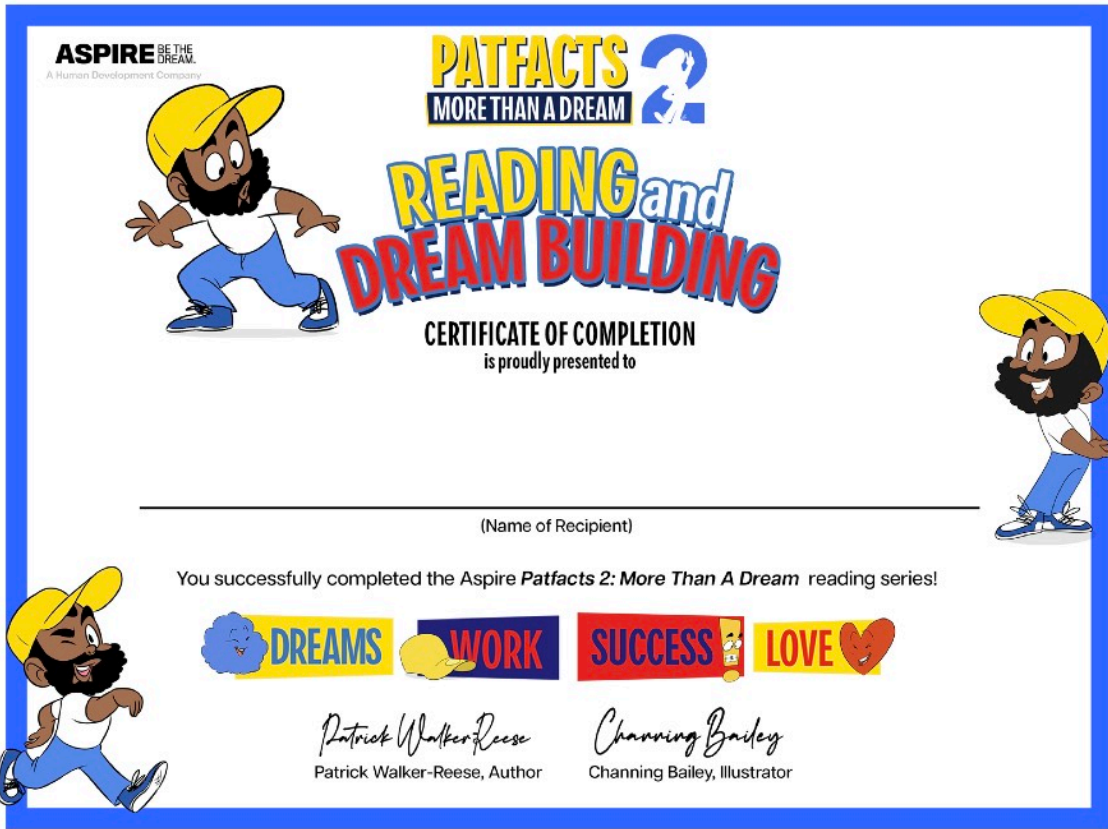 ASPIRE BE THE DREAM.
A Human Development Company
PATFACTS 2
MORE THAN A DREAM
READING and
DREAM BUILDING
CERTIFICATE OF COMPLETION
is proudly presented to
(Name of Recipient)
You successfully completed the Aspire Patfacts 2: More Than A Dream reading series!
DREAMS WORK SUCCESS LOVE
Patrick Walker-Reese Channing Bailey
Patrick Walker-Reese, Author Channing Bailey, Illustrator